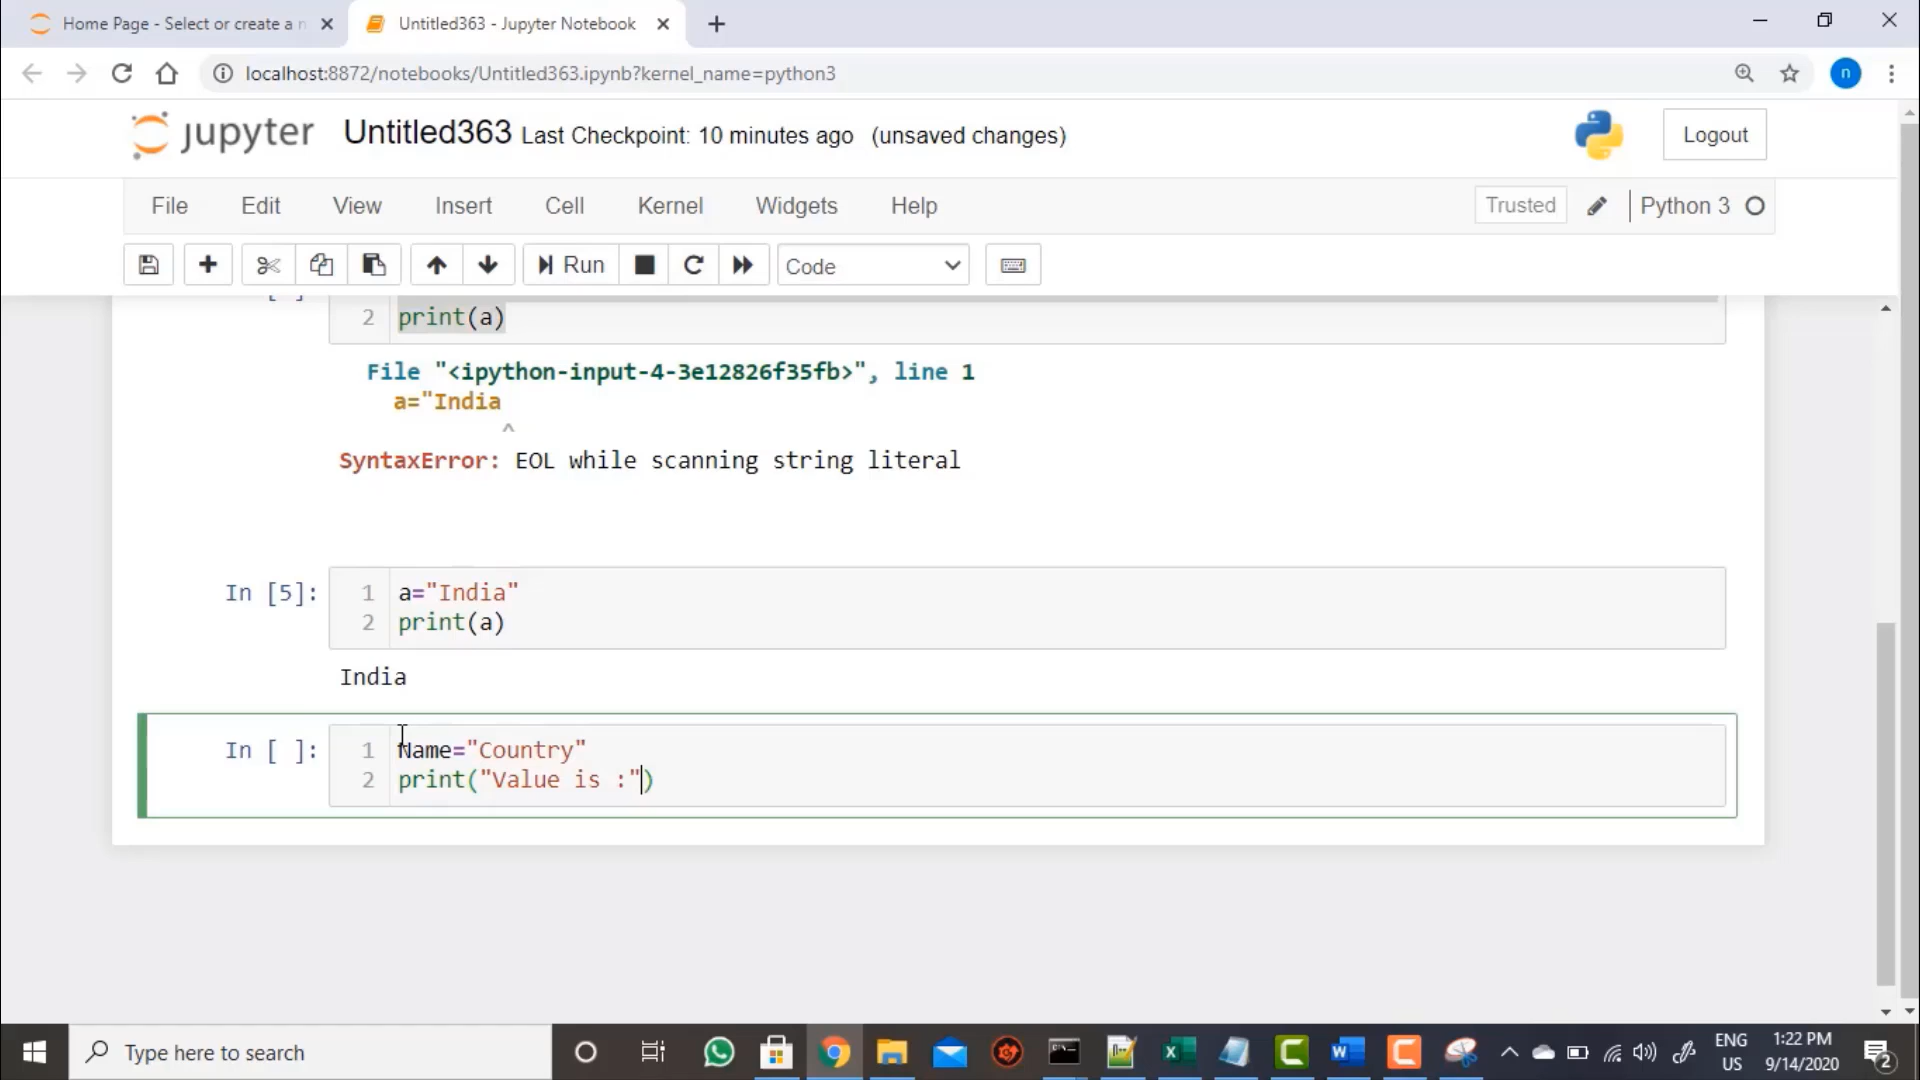 Home Page - Select or create a n
Untitled363 - Jupyter Notebook
localhost:8872/notebooks/Untitled363.ipynb?kernel_name=python3
n
jupyter Untitled363 Last Checkpoint: 10 minutes ago (unsaved changes)
Logout
File Edit View Insert Cell Kernel Widgets Help
Trusted
Python 3
Run
Code
2 print(a)
File "<ipython-input-4-3e12826f35fb>", line 1
a="India
^
SyntaxError: EOL while scanning string literal
In [5]:
1 a="India"
2 print(a)
India
In [ ]:
1 Name="Country"
2 print("Value is :")
Type here to search
ENG
US
1:22 PM
9/14/2020
2